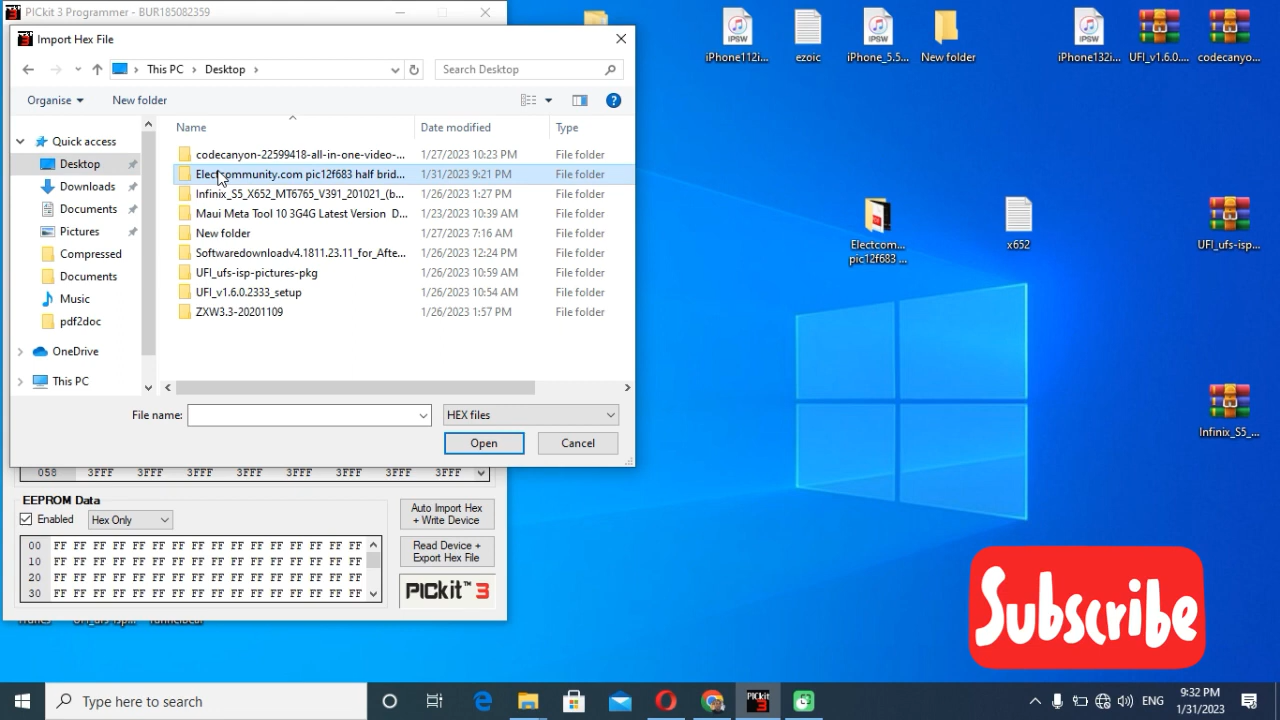 PICkit 3 Programmer - BUR185082359
Import Hex File
This PC
Desktop
Search Desktop
Organise
New folder
Name
Date modified
Type
Quick access
Desktop
Downloads
Documents
Pictures
Compressed
Documents
Music
pdf2doc
OneDrive
This PC
codecanyon-22599418-all-in-one-video-... 1/27/2023 10:23 PM File folder
Electcommunity.com pic12f683 half brid... 1/31/2023 9:21 PM File folder
Infinix_S5_X652_MT6765_V391_201021_(b... 1/26/2023 1:27 PM File folder
Maui Meta Tool 10 3G4G Latest Version D... 1/23/2023 10:39 AM File folder
New folder 1/27/2023 7:16 AM File folder
Softwaredownloadv4.1811.23.11_for_Afte... 1/26/2023 12:24 PM File folder
UFI_ufs-isp-pictures-pkg 1/26/2023 10:59 AM File folder
UFI_v1.6.0.2333_setup 1/26/2023 10:54 AM File folder
ZXW3.3-20201109 1/26/2023 1:57 PM File folder
File name:
HEX files
Open
Cancel
058 3FFF 3FFF 3FFF 3FFF 3FFF 3FFF 3FFF 3FFF
EEPROM Data
Enabled
Hex Only
Auto Import Hex
+ Write Device
Read Device +
Export Hex File
00 FF FF FF FF FF FF FF FF FF FF FF FF FF FF FF FF
10 FF FF FF FF FF FF FF FF FF FF FF FF FF FF FF FF
20 FF FF FF FF FF FF FF FF FF FF FF FF FF FF FF FF
30 FF FF FF FF FF FF FF FF FF FF FF FF FF FF FF FF
PICkit™ 3
iPhone112i...
ezoic
iPhone_5.5...
New folder
iPhone132i...
UFI_v1.6.0....
codecanyo...
Electcom...
pic12f683 ...
x652
UFI_ufs-isp...
Infinix_S5_...
Subscribe
Type here to search
ENG
9:32 PM
1/31/2023